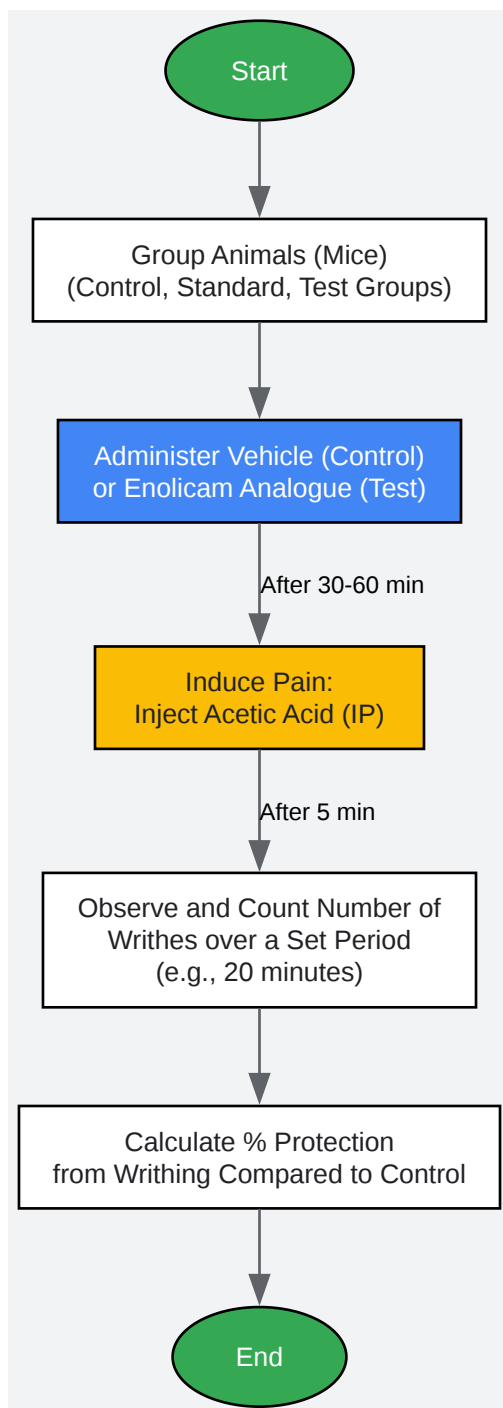 Start
Group Animals (Mice)
(Control, Standard, Test Groups)
Administer Vehicle (Control)
or Enolicam Analogue (Test)
After 30-60 min
Induce Pain:
Inject Acetic Acid (IP)
After 5 min
Observe and Count Number of
Writhes over a Set Period
(e.g., 20 minutes)
Calculate % Protection
from Writhing Compared to Control
End